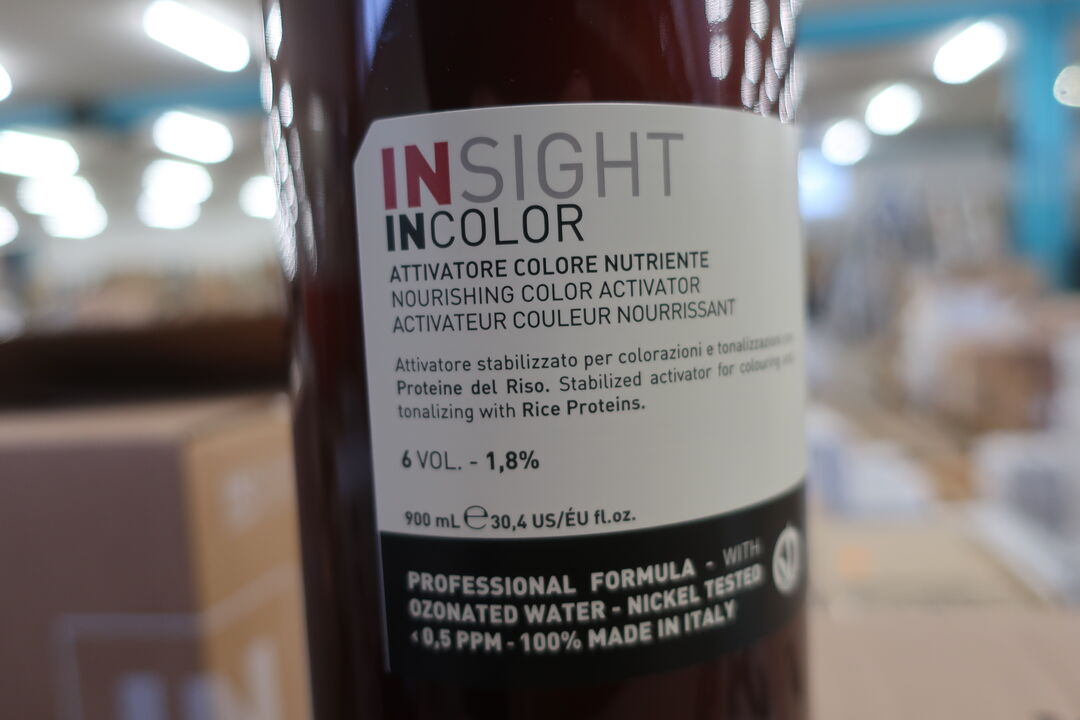 INSIGHT
INCOLOR
ATTIVATORE COLORE NUTRIENTE
NOURISHING COLOR ACTIVATOR
ACTIVATEUR COULEUR NOURRISSANT
Attivatore stabilizzato per colorazioni e tonalizzazioni con
Proteine del Riso. Stabilized activator for colouring and
tonalizing with Rice Proteins.
6 VOL. - 1,8%
900 mL ℮ 30,4 US/ÉU fl.oz.
PROFESSIONAL FORMULA - WITH
OZONATED WATER - NICKEL TESTED
<0,5 PPM - 100% MADE IN ITALY